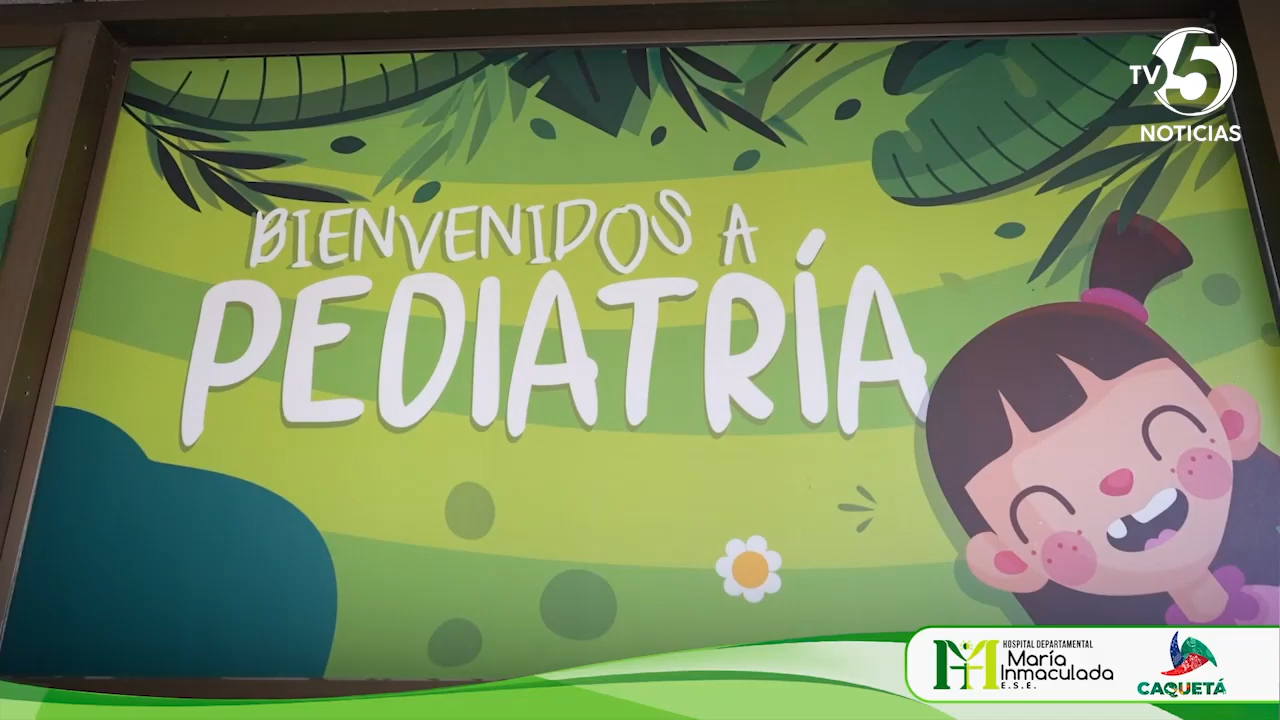 TV5
NOTICIAS
BIENVENIDOS A
PEDIATRÍA
HOSPITAL DEPARTAMENTAL
María
Inmaculada
E.S.E.
CAQUETÁ